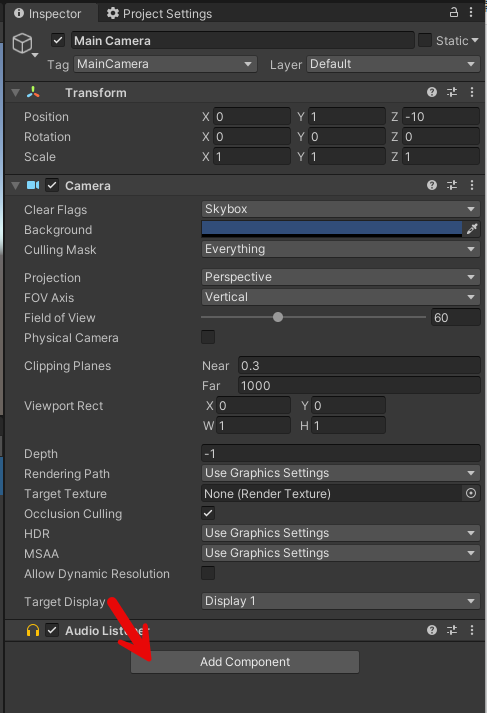 Inspector Project Settings
Main Camera Static
Tag MainCamera Layer Default
Transform
Position X 0 Y 1 Z -10
Rotation X 0 Y 0 Z 0
Scale X 1 Y 1 Z 1
Camera
Clear Flags Skybox
Background
Culling Mask Everything
Projection Perspective
FOV Axis Vertical
Field of View 60
Physical Camera
Clipping Planes Near 0.3
Far 1000
Viewport Rect X 0 Y 0
W 1 H 1
Depth -1
Rendering Path Use Graphics Settings
Target Texture None (Render Texture)
Occlusion Culling
HDR Use Graphics Settings
MSAA Use Graphics Settings
Allow Dynamic Resolution
Target Display Display 1
Audio Listener
Add Component